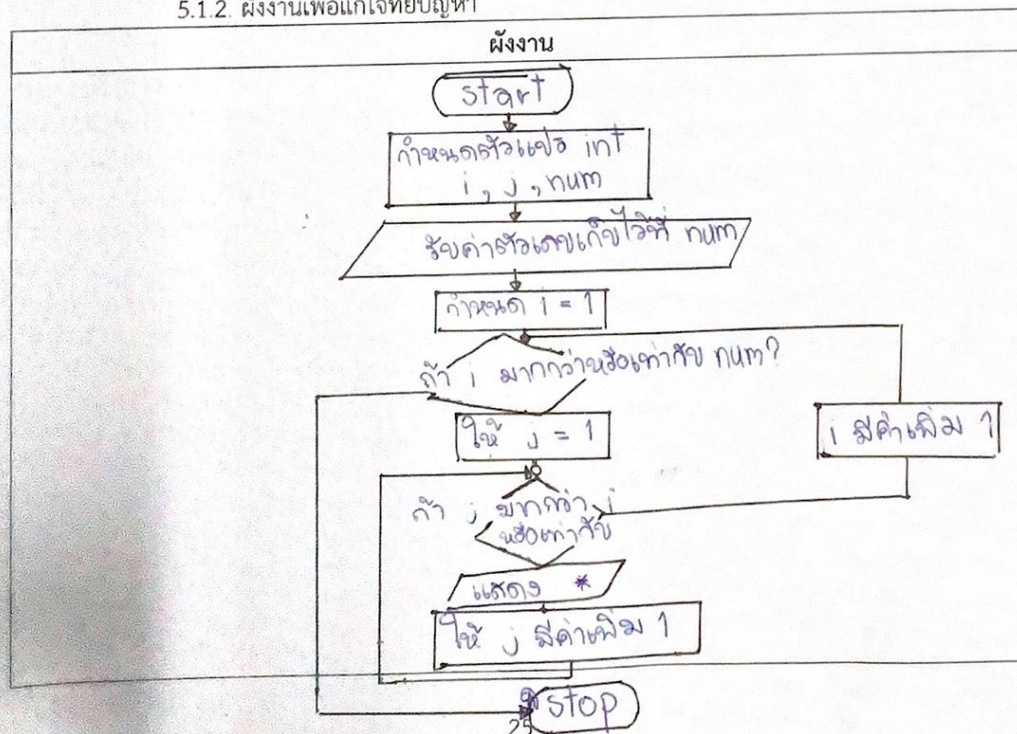 5.1.2. ผังงานเพื่อแก้โจทย์ปัญหา
ผังงาน
start
กำหนดตัวแปร int
i, j, num
รับค่าตัวเลขเก็บไว้ที่ num
กำหนด i = 1
ถ้า i มากกว่าหรือเท่ากับ num?
ให้ j = 1
i มีค่าเพิ่ม 1
ถ้า j มากกว่า i
หรือเท่ากับ
แสดง *
ให้ j มีค่าเพิ่ม 1
stop
25